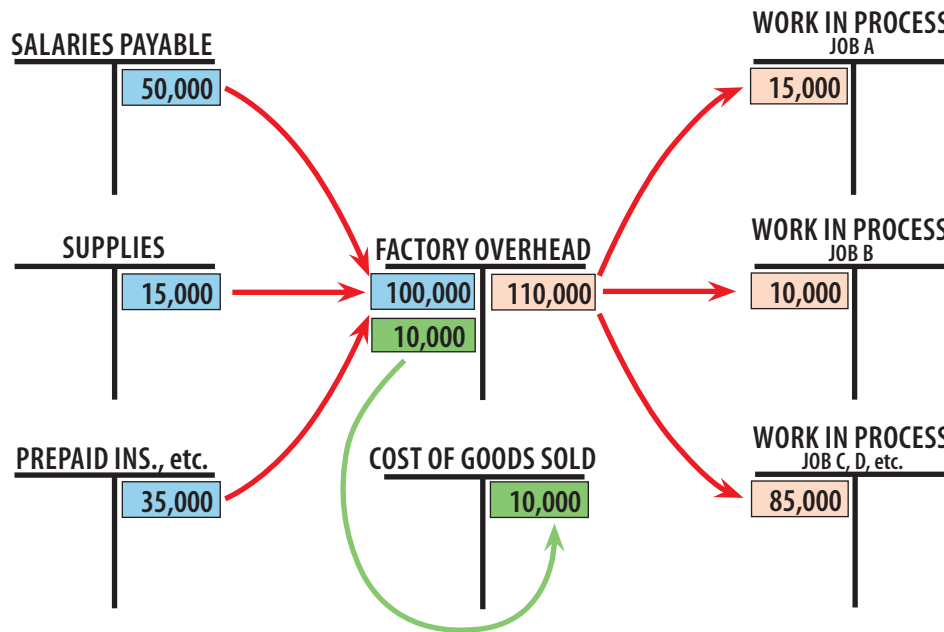 SALARIES PAYABLE
50,000
SUPPLIES
15,000
PREPAID INS., etc.
35,000
FACTORY OVERHEAD
100,000
110,000
10,000
COST OF GOODS SOLD
10,000
WORK IN PROCESS
JOB A
15,000
WORK IN PROCESS
JOB B
10,000
WORK IN PROCESS
JOB C, D, etc.
85,000